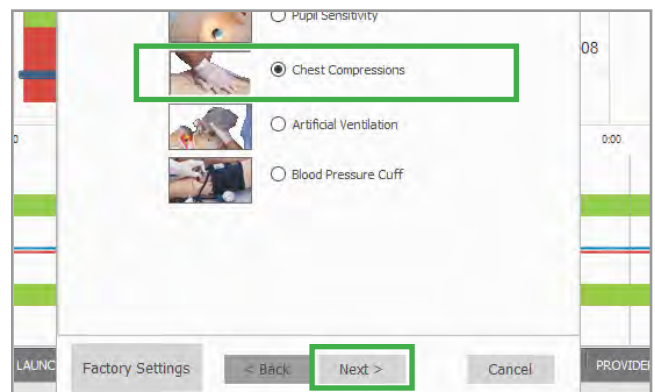 Pupil Sensitivity
08
Chest Compressions
Artificial Ventilation
0:00
Blood Pressure Cuff
LAUNC
Factory Settings
< Back
Next >
Cancel
PROVIDE